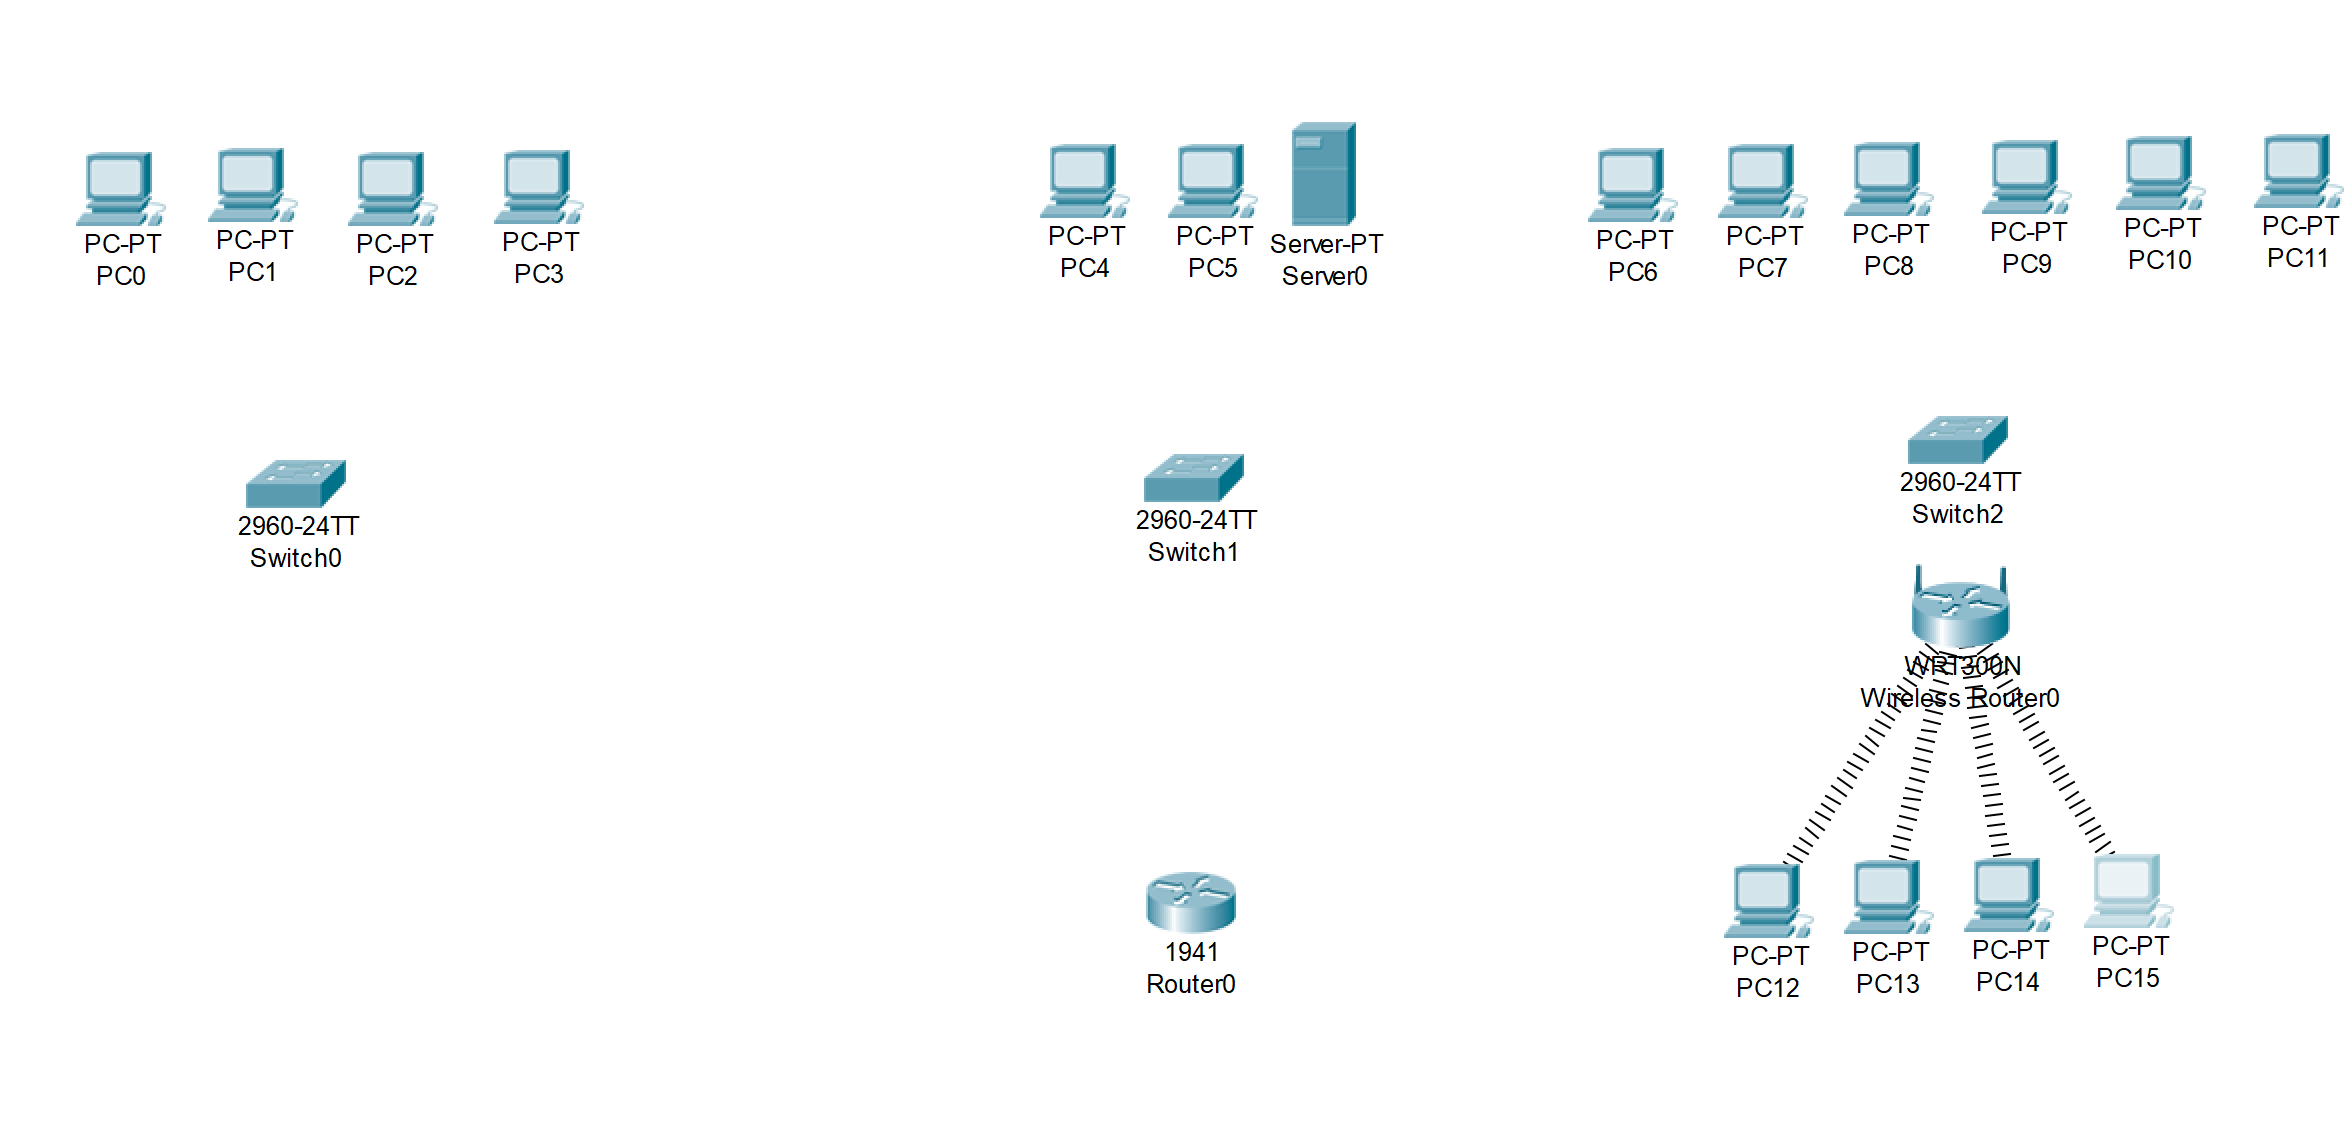 PC-PT
PC0
PC-PT
PC1
PC-PT
PC2
PC-PT
PC3
PC-PT
PC4
PC-PT
PC5
Server-PT
Server0
PC-PT
PC6
PC-PT
PC7
PC-PT
PC8
PC-PT
PC9
PC-PT
PC10
PC-PT
PC11
2960-24TT
Switch0
2960-24TT
Switch1
2960-24TT
Switch2
WRT300N
Wireless Router0
1941
Router0
PC-PT
PC12
PC-PT
PC13
PC-PT
PC14
PC-PT
PC15